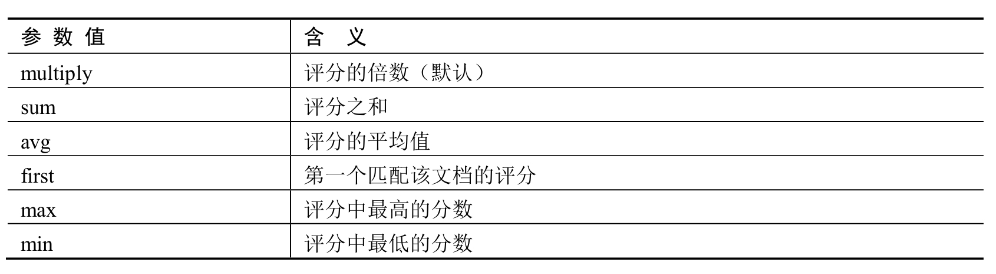 参 数 值 含 义
multiply 评分的倍数（默认）
sum 评分之和
avg 评分的平均值
first 第一个匹配该文档的评分
max 评分中最高的分数
min 评分中最低的分数